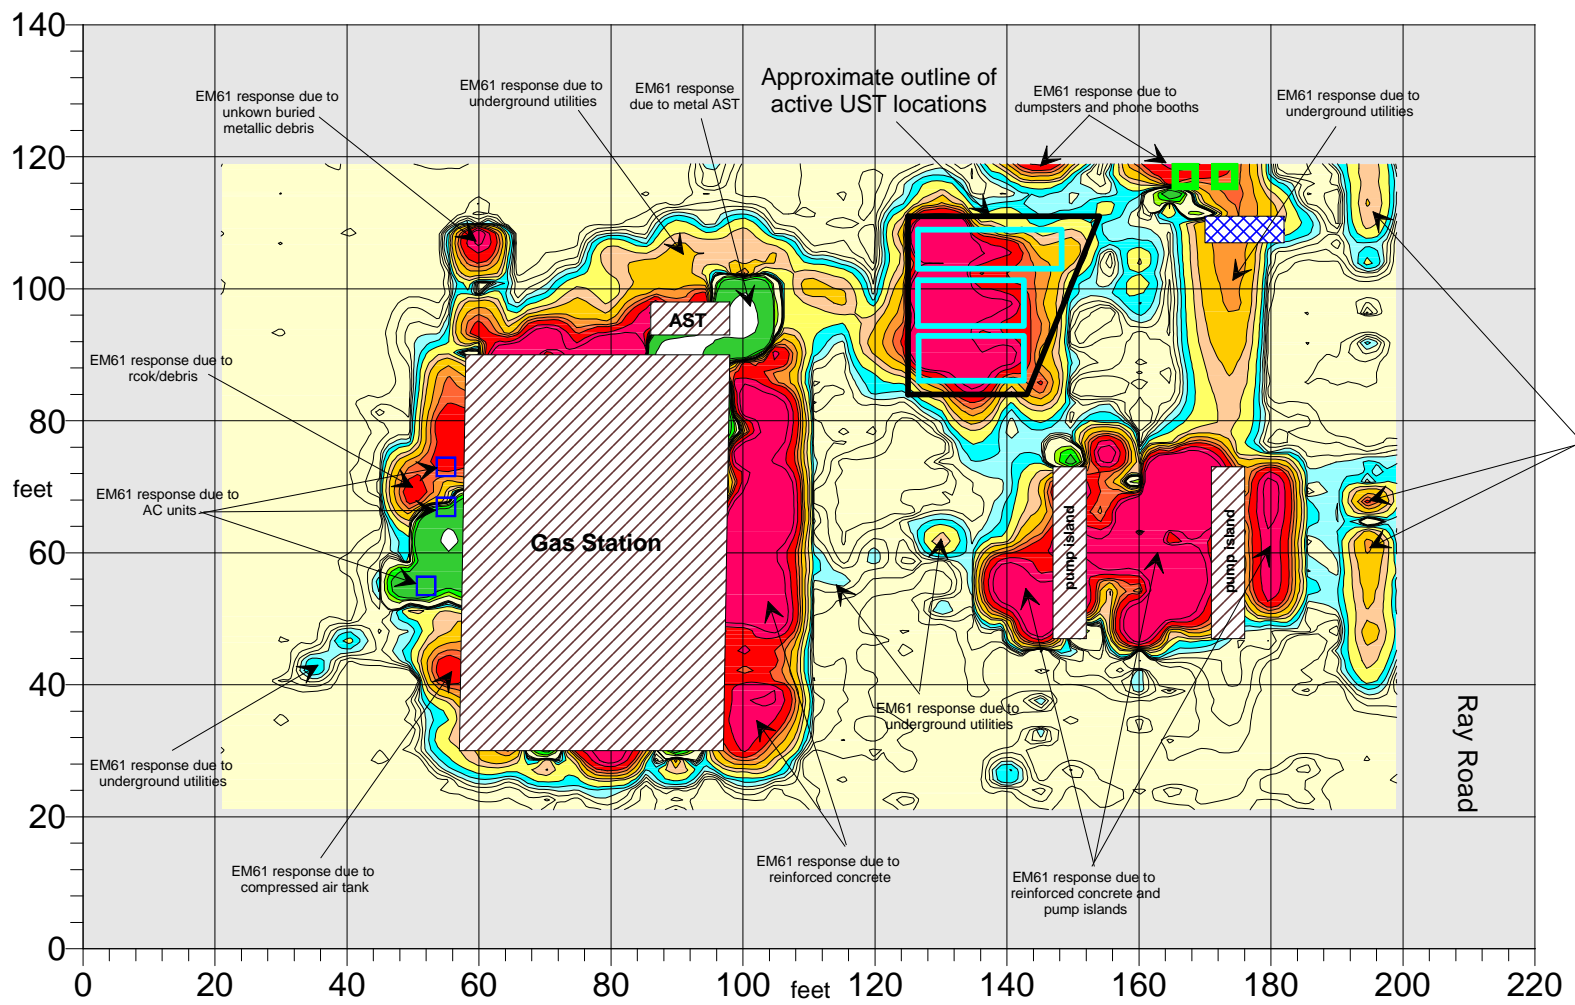 140
120
100
80
feet
60
40
20
0
0
20
40
60
80
100
feet
120
140
160
180
200
220
EM61 response due to
unkown buried
metallic debris
EM61 response due to
underground utilities
EM61 response
due to metal AST
Approximate outline of
active UST locations
EM61 response due to
dumpsters and phone booths
EM61 response due to
underground utilities
EM61 response due to
rcok/debris
EM61 response due to
AC units
AST
Gas Station
pump island
pump island
EM61 response due to
underground utilities
EM61 response due to
underground utilities
EM61 response due to
compressed air tank
EM61 response due to
reinforced concrete
EM61 response due to
reinforced concrete and
pump islands
Ray Road